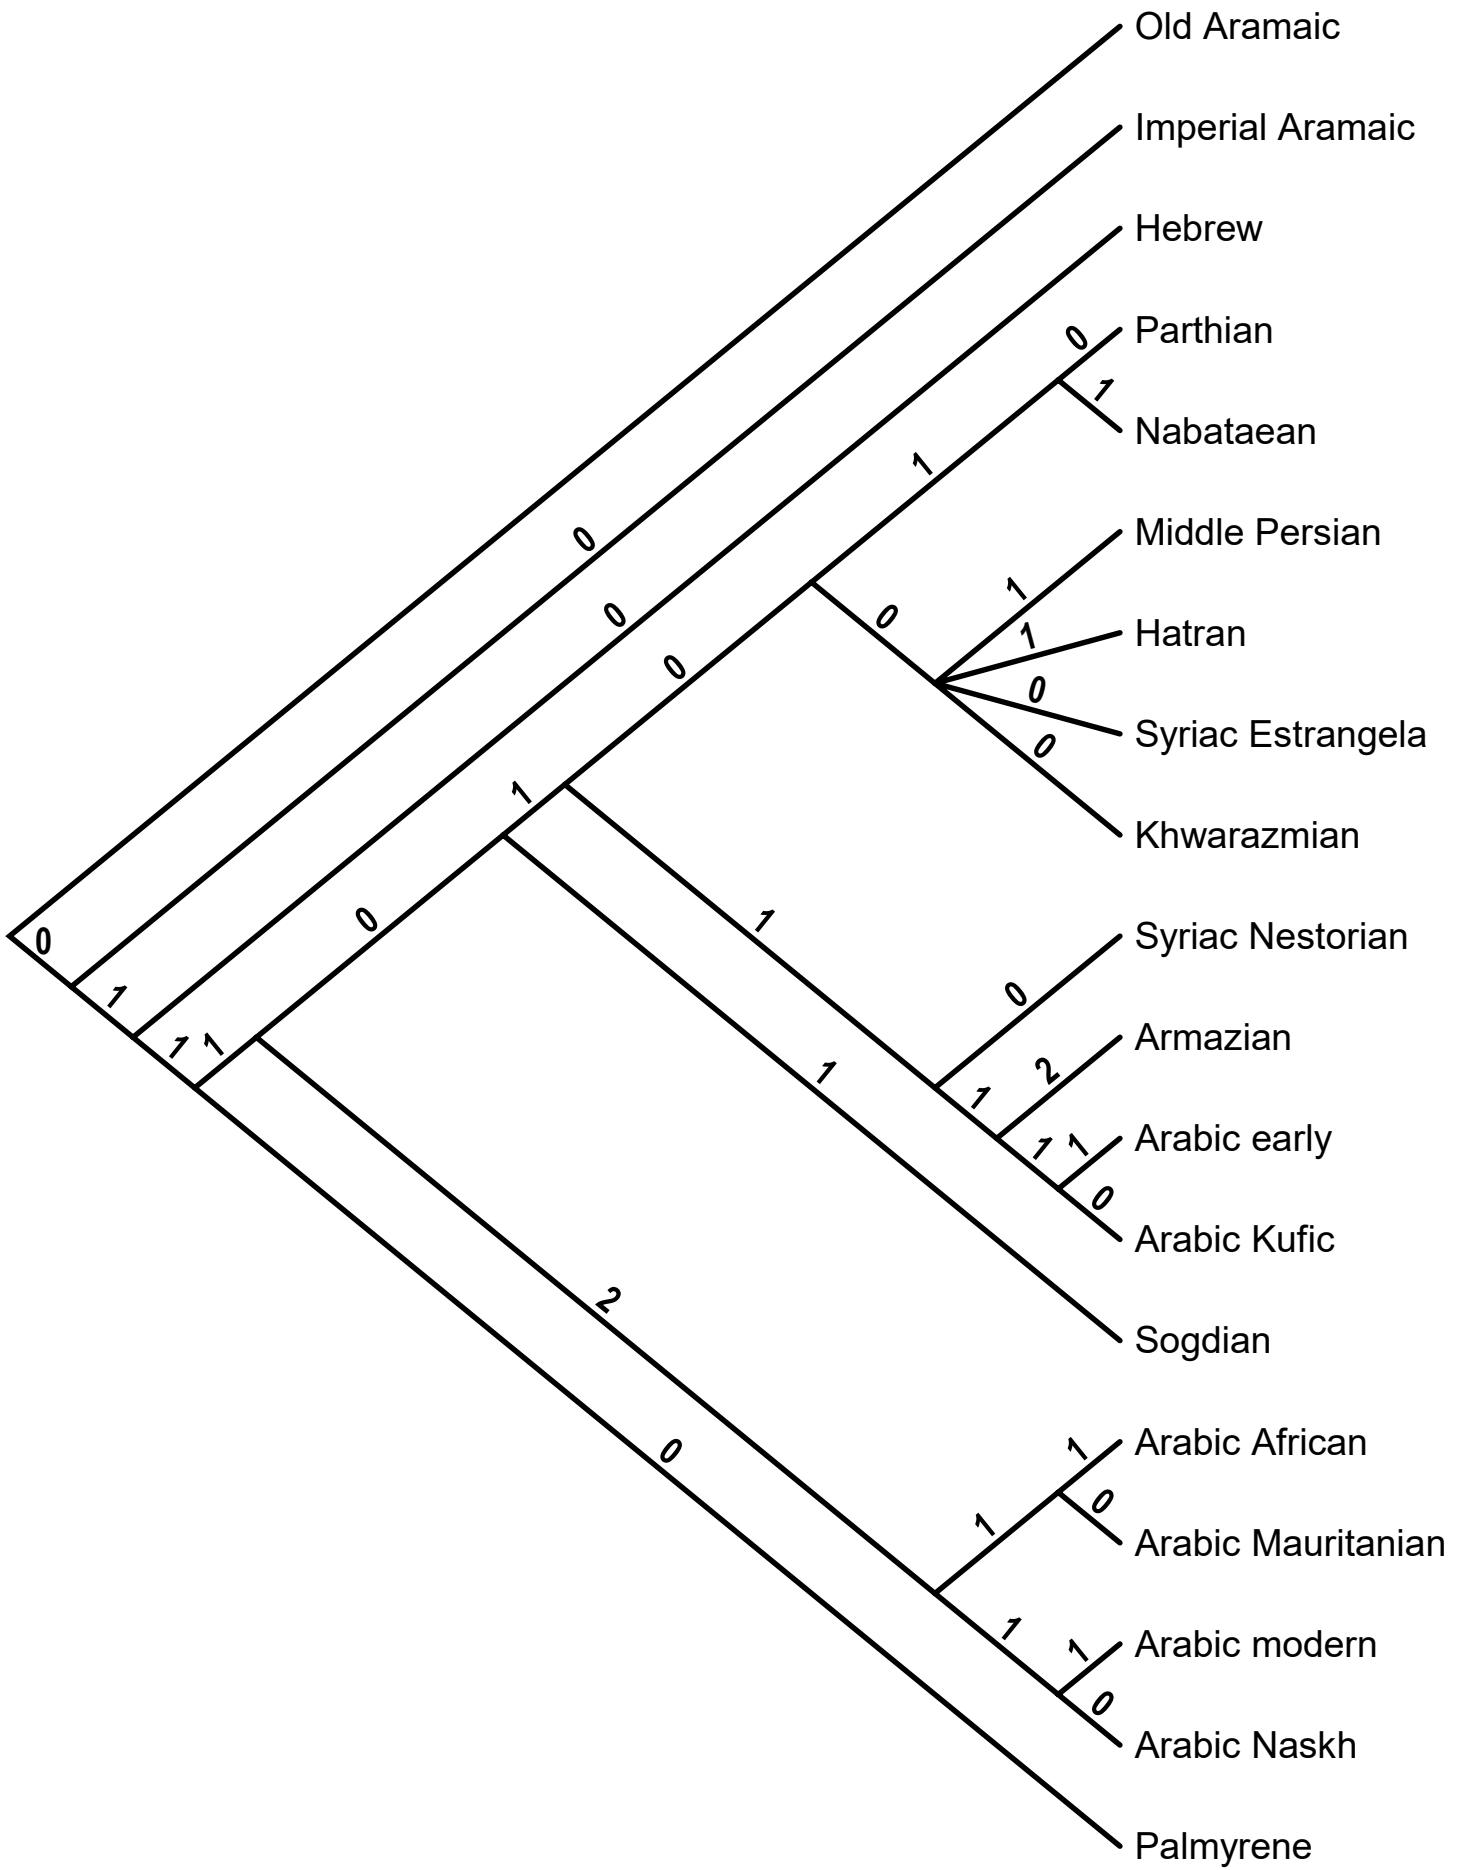 Old Aramaic
Imperial Aramaic
Hebrew
0
Parthian
1
Nabataean
1
Middle Persian
0
1
0
1
Hatran
0
0
0
Syriac Estrangela
0
1
Khwarazmian
0
1
Syriac Nestorian
0
0
1
Armazian
1
1
2
1
1
Arabic early
1
1
0
Arabic Kufic
2
Sogdian
0
1
Arabic African
0
1
Arabic Mauritanian
1
1
Arabic modern
0
Arabic Naskh
Palmyrene